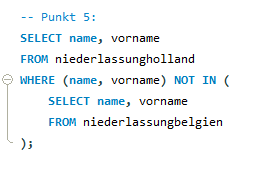 -- Punkt 5:
SELECT name, vorname
FROM niederlassungholland
WHERE (name, vorname) NOT IN (
    SELECT name, vorname
    FROM niederlassungbelgien
);